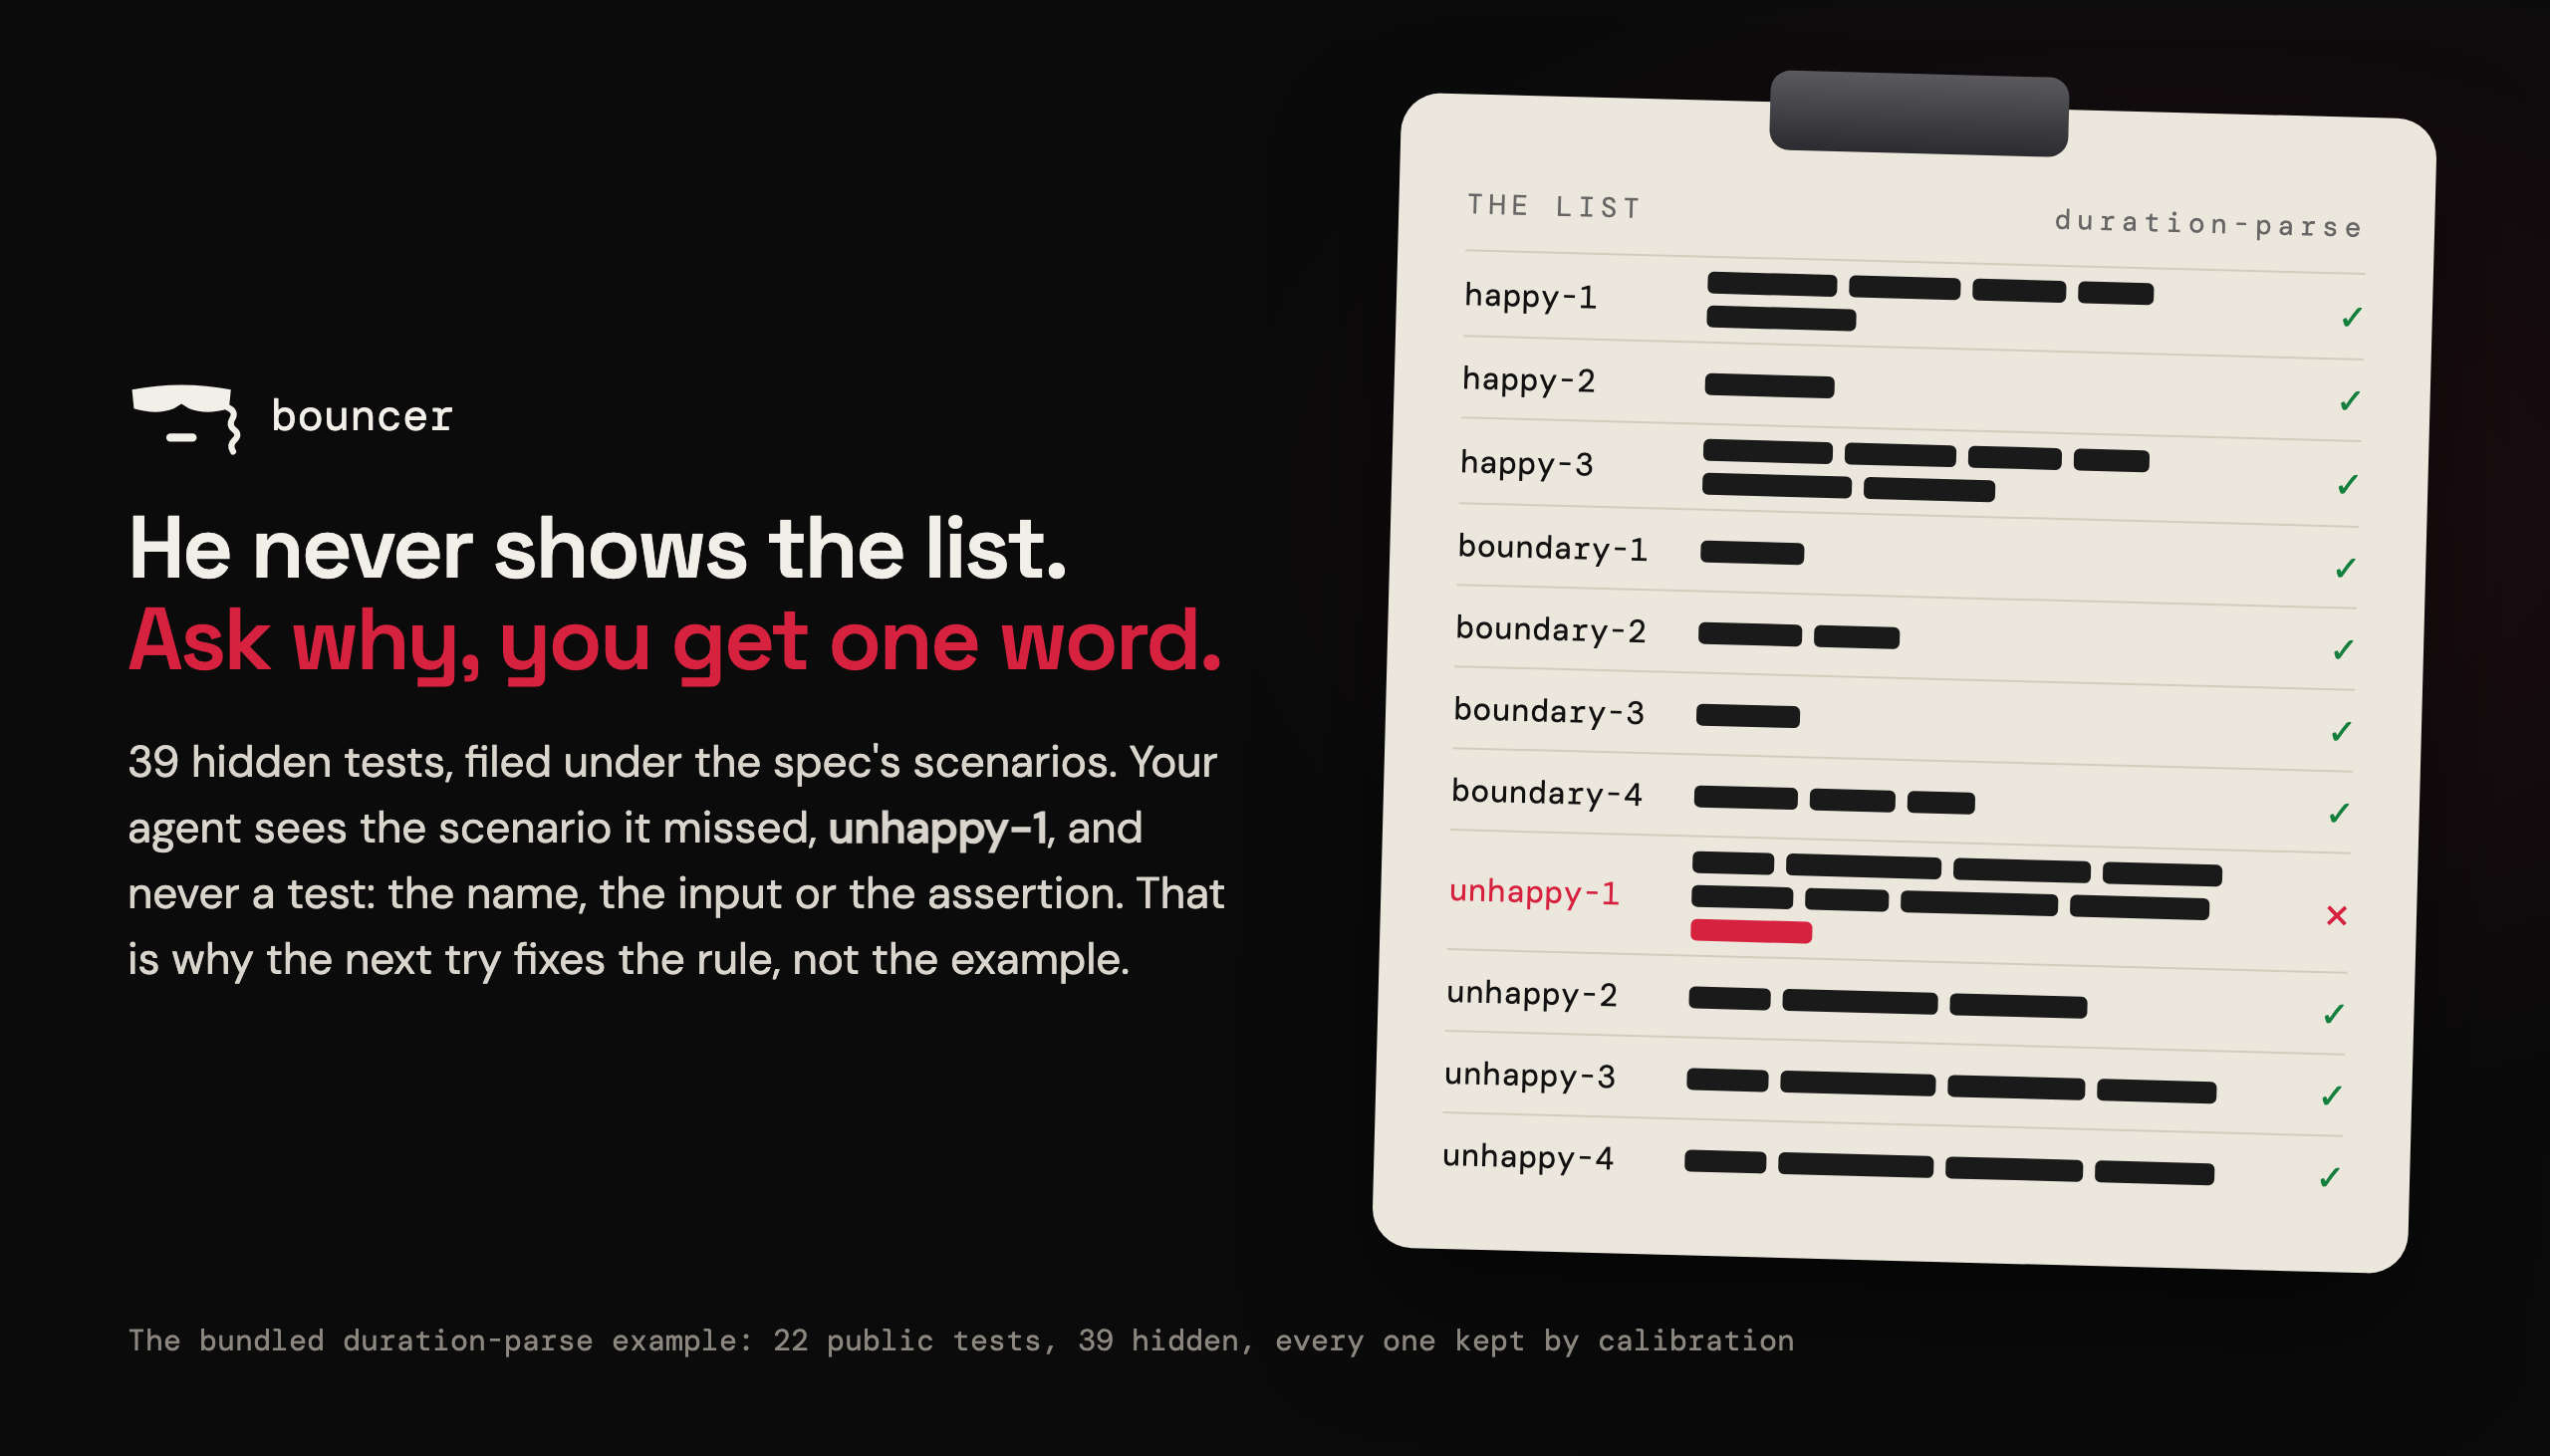 bouncer
He never shows the list.
Ask why, you get one word.
39 hidden tests, filed under the spec's scenarios. Your
agent sees the scenario it missed, unhappy-1, and
never a test: the name, the input or the assertion. That
is why the next try fixes the rule, not the example.
THE LIST
duration-parse
happy-1 ✓
happy-2 ✓
happy-3 ✓
boundary-1 ✓
boundary-2 ✓
boundary-3 ✓
boundary-4 ✓
unhappy-1 ✕
unhappy-2 ✓
unhappy-3 ✓
unhappy-4 ✓
The bundled duration-parse example: 22 public tests, 39 hidden, every one kept by calibration